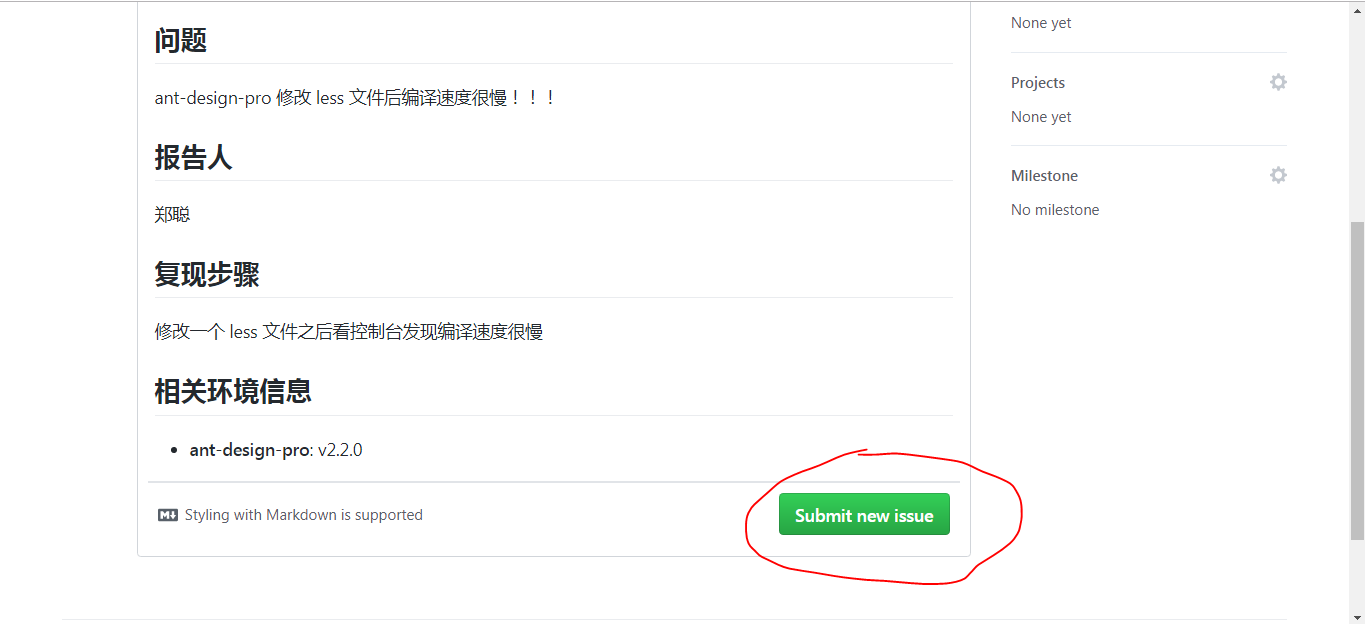 问题
ant-design-pro 修改 less 文件后编译速度很慢！！！
报告人
郑聪
复现步骤
修改一个 less 文件之后看控制台发现编译速度很慢
相关环境信息
ant-design-pro: v2.2.0
Styling with Markdown is supported
Submit new issue
None yet
Projects
None yet
Milestone
No milestone